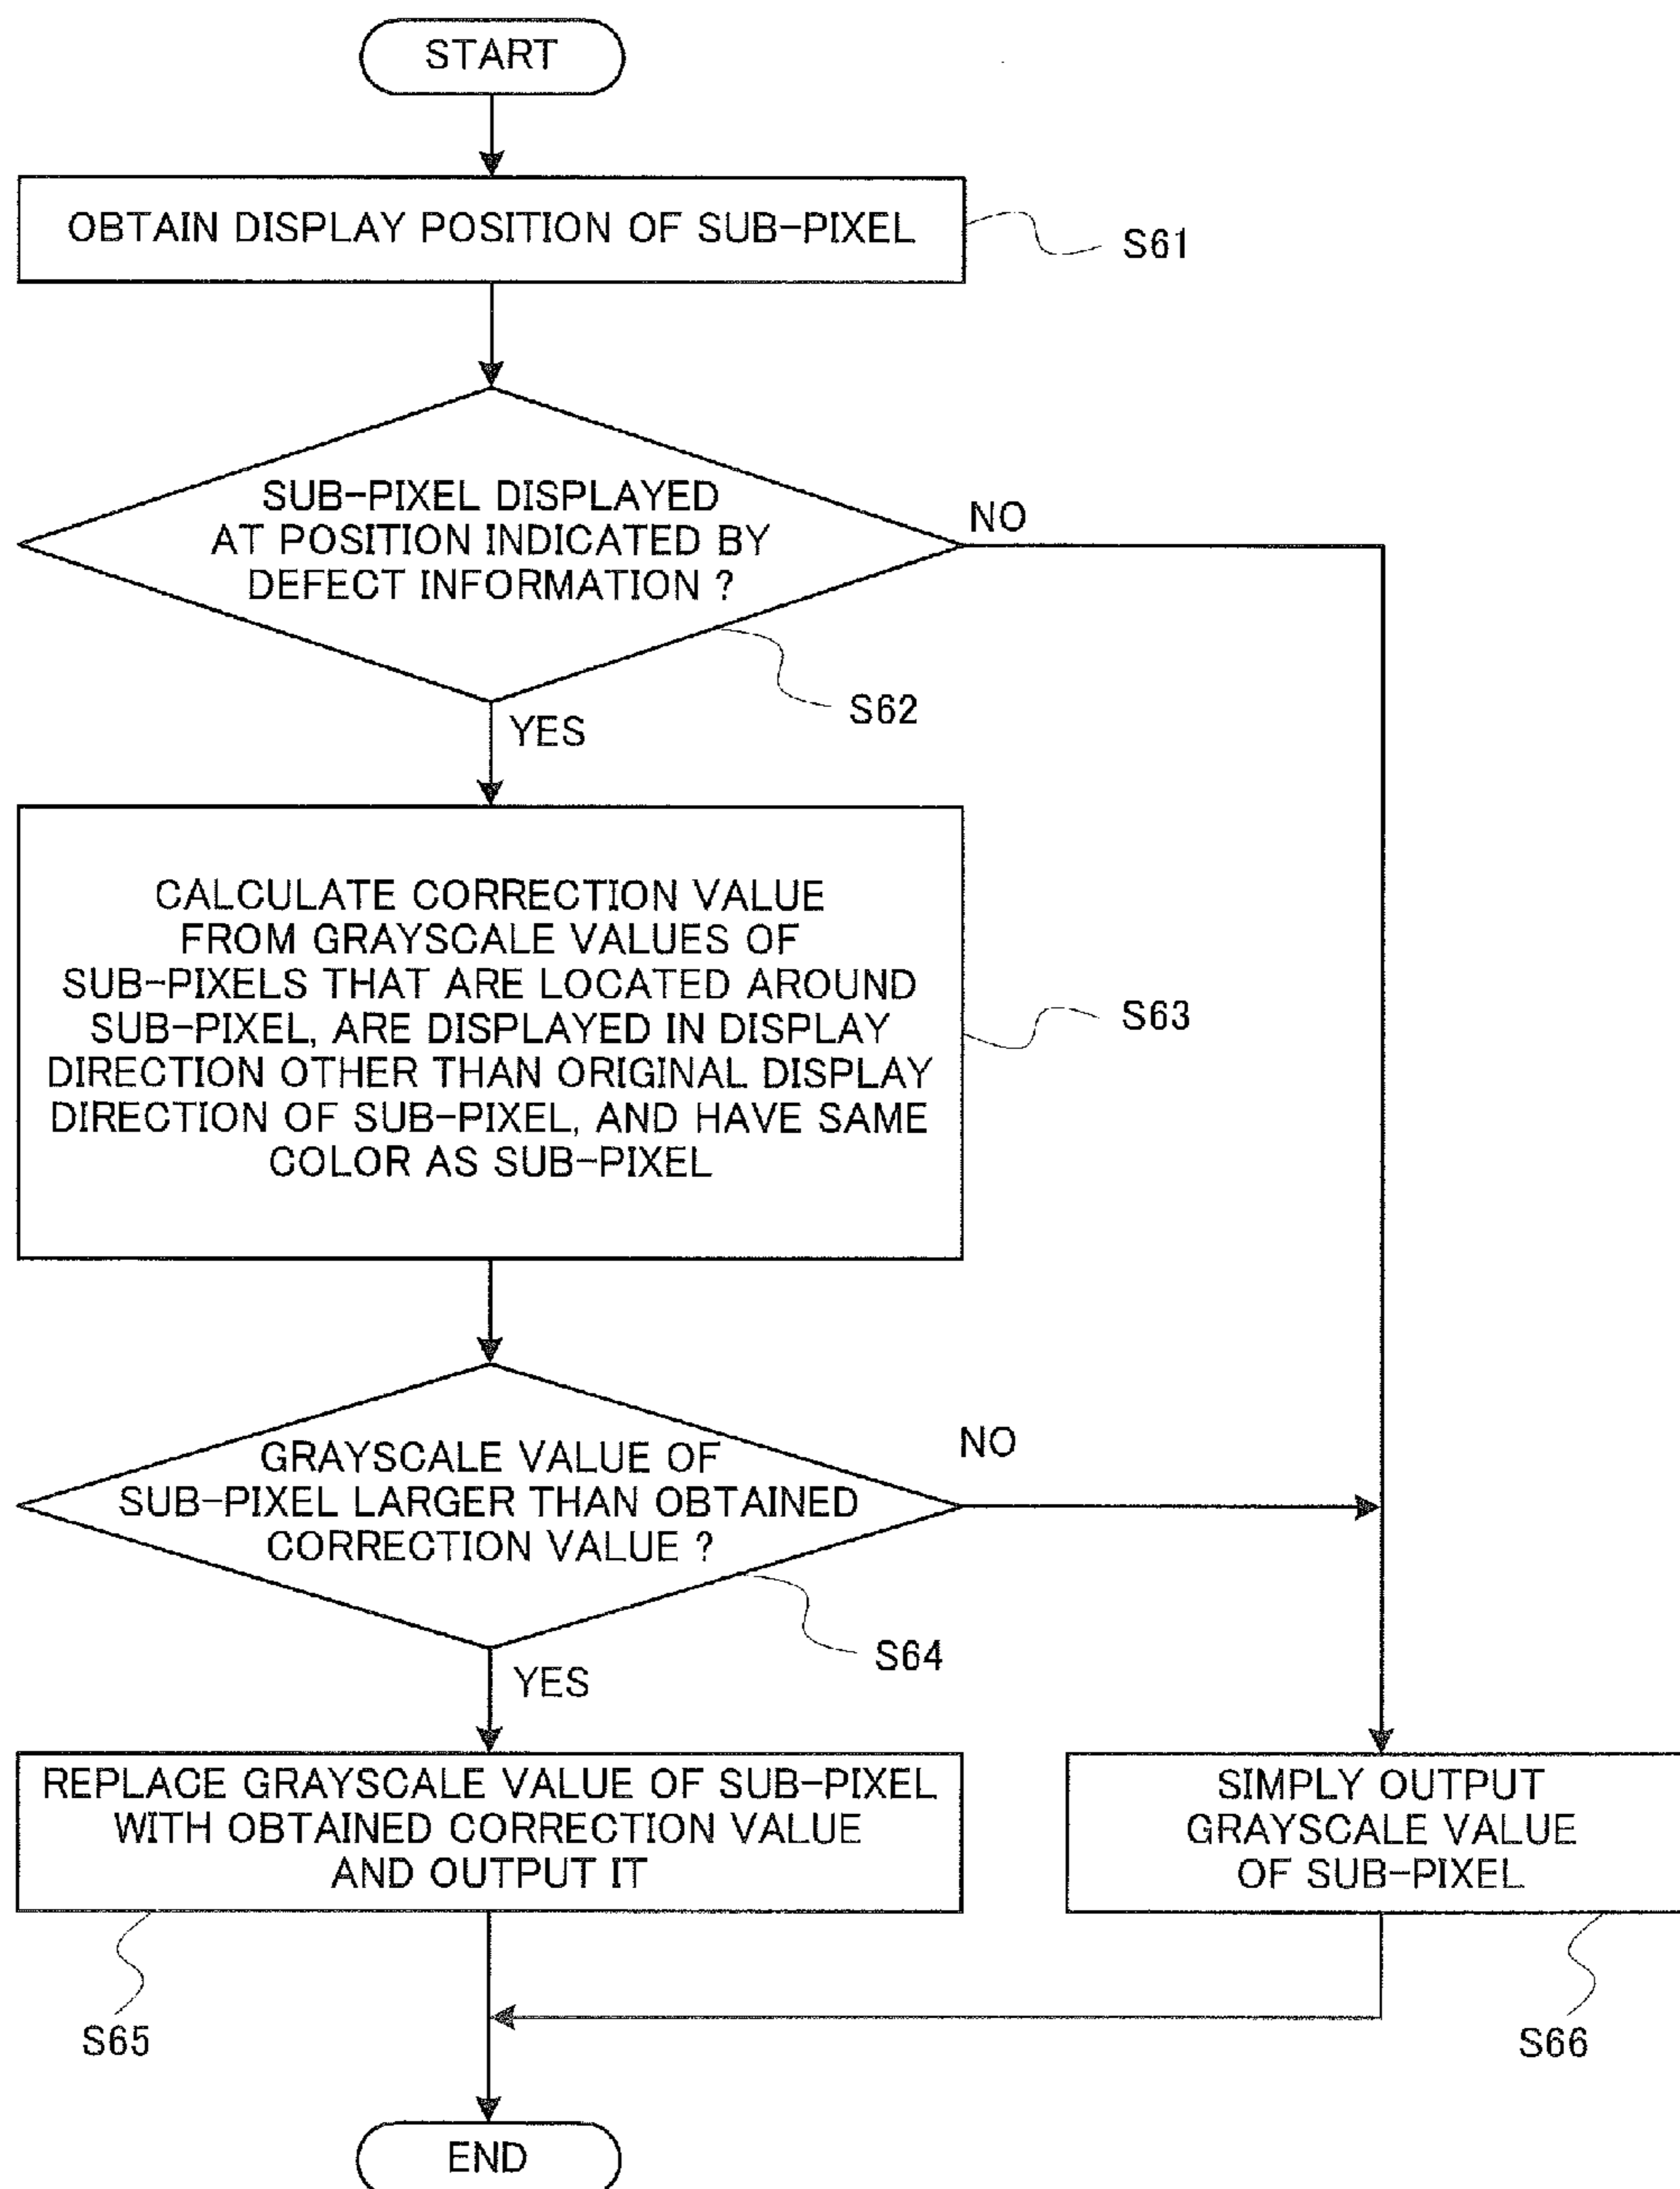 START
OBTAIN DISPLAY POSITION OF SUB-PIXEL
S61
SUB-PIXEL DISPLAYED
AT POSITION INDICATED BY
DEFECT INFORMATION ?
NO
S62
YES
CALCULATE CORRECTION VALUE
FROM GRAYSCALE VALUES OF
SUB-PIXELS THAT ARE LOCATED AROUND
SUB-PIXEL, ARE DISPLAYED IN DISPLAY
DIRECTION OTHER THAN ORIGINAL DISPLAY
DIRECTION OF SUB-PIXEL, AND HAVE SAME
COLOR AS SUB-PIXEL
S63
GRAYSCALE VALUE OF
SUB-PIXEL LARGER THAN OBTAINED
CORRECTION VALUE ?
NO
S64
YES
REPLACE GRAYSCALE VALUE OF SUB-PIXEL
WITH OBTAINED CORRECTION VALUE
AND OUTPUT IT
S65
SIMPLY OUTPUT
GRAYSCALE VALUE
OF SUB-PIXEL
S66
END